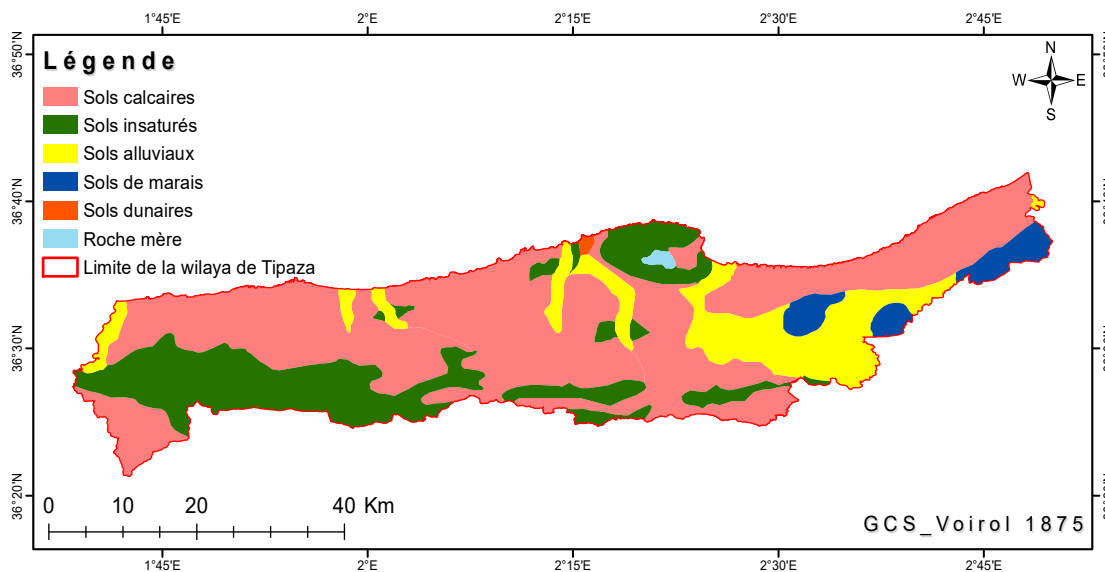 1°45'E 2°E 2°15'E 2°30'E 2°45'E
36°50'N
36°40'N
36°30'N
36°20'N
Légende
Sols calcaires
Sols insaturés
Sols alluviaux
Sols de marais
Sols dunaires
Roche mère
Limite de la wilaya de Tipaza
N
W E
S
0 10 20 40 Km
GCS_Voirol 1875
1°45'E 2°E 2°15'E 2°30'E 2°45'E